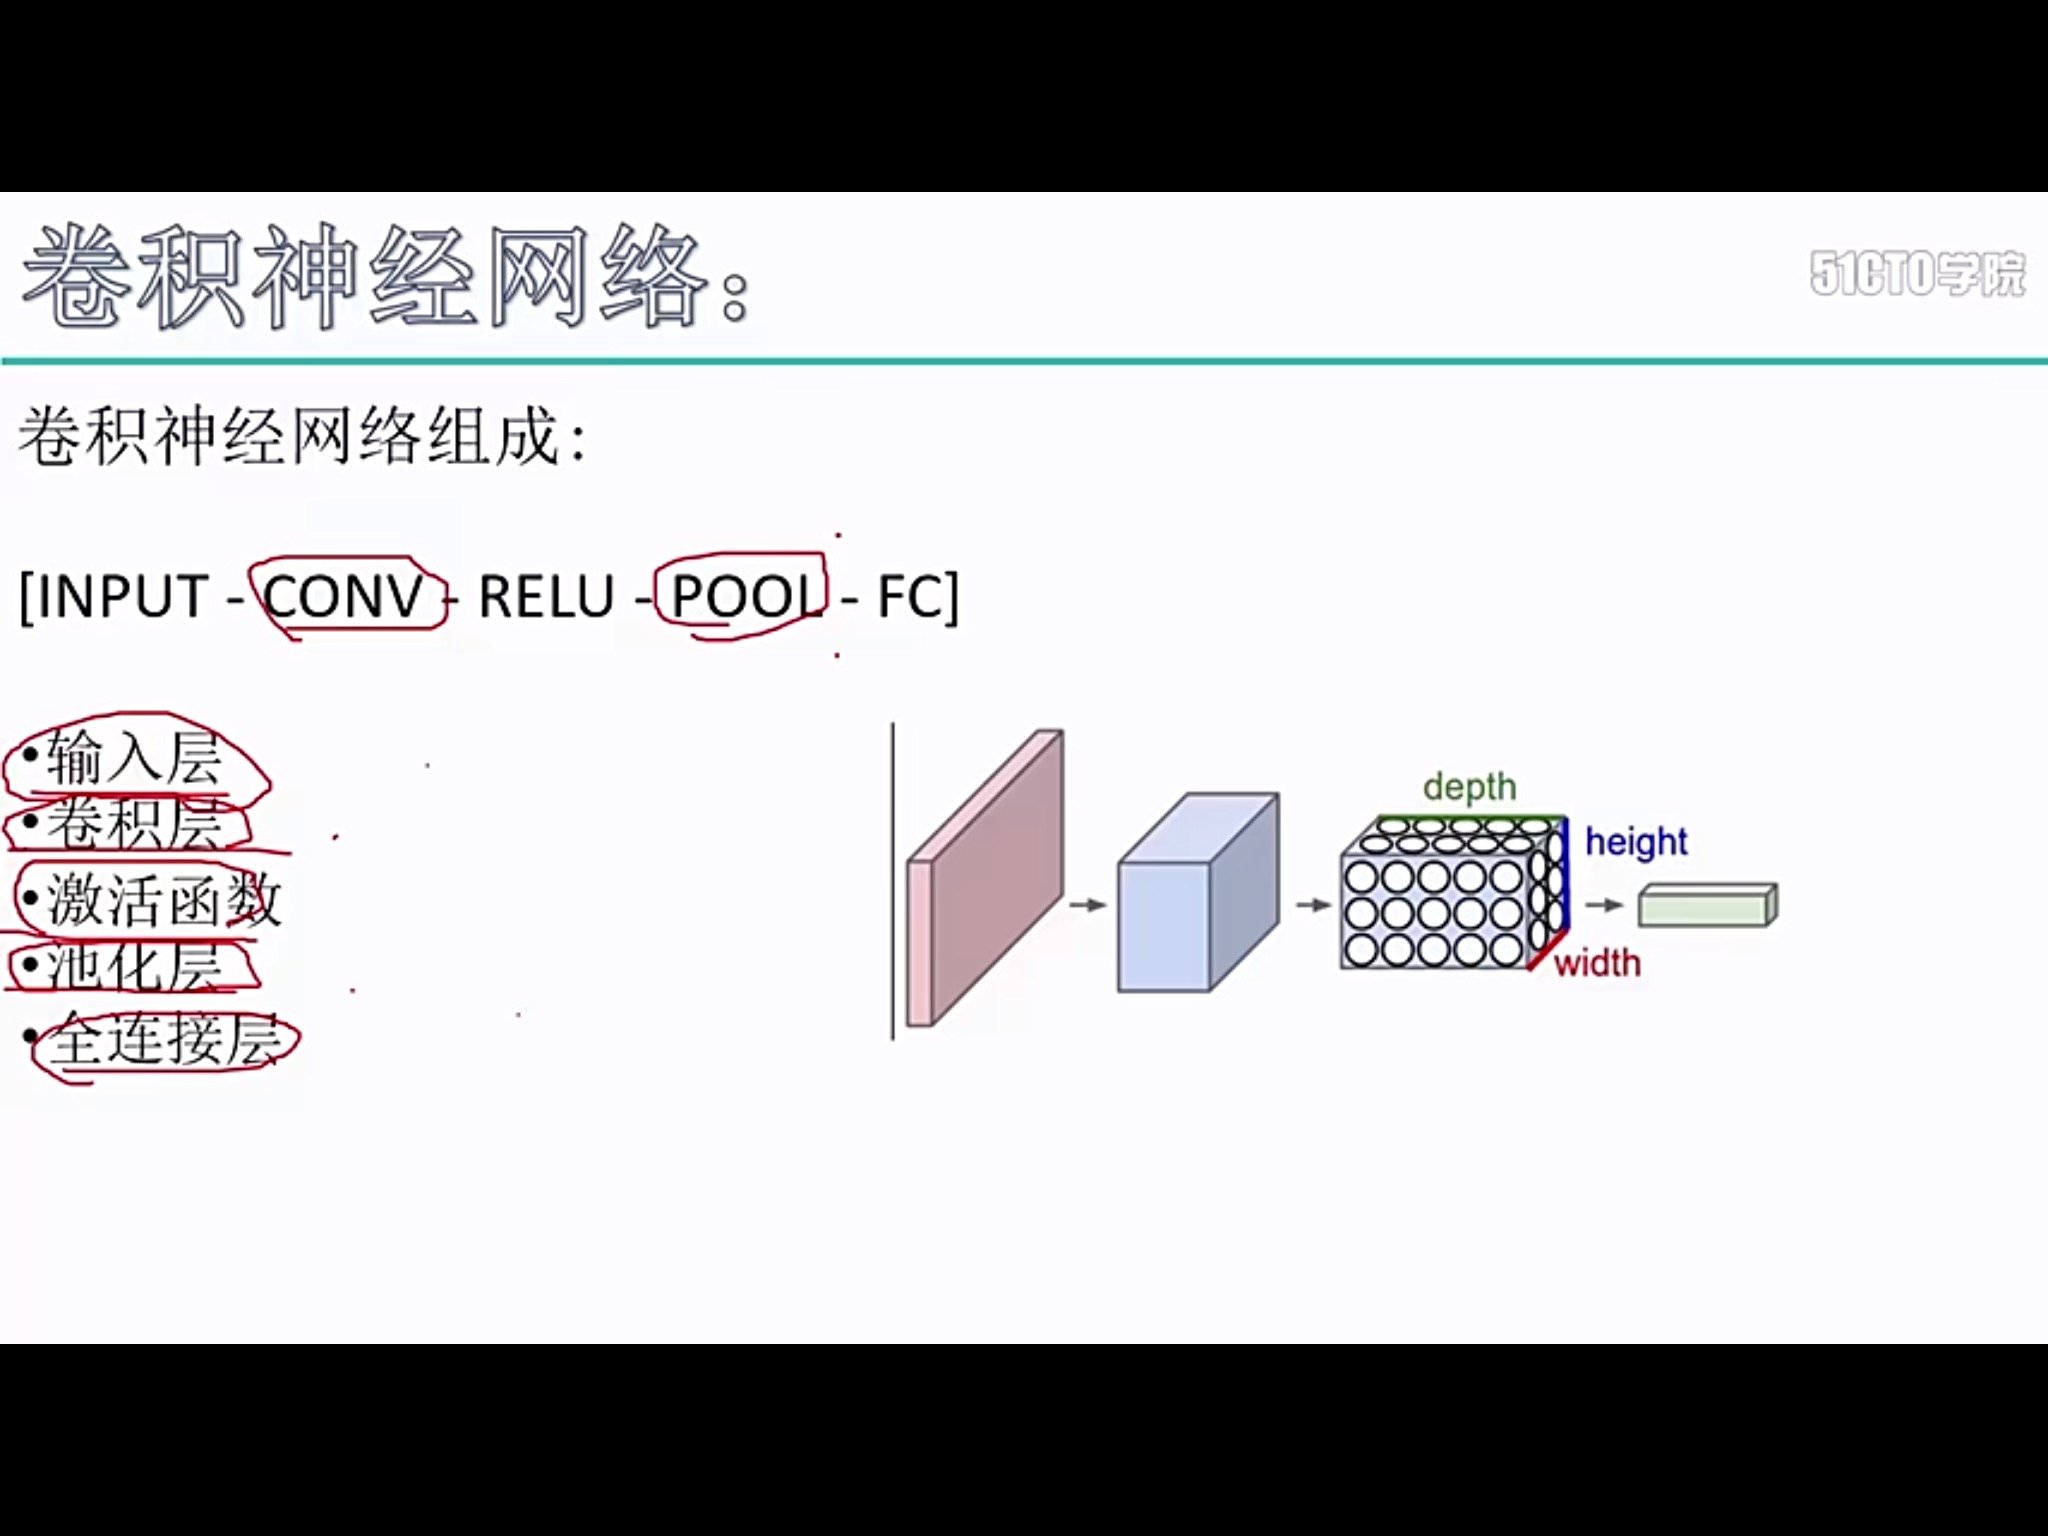 卷积神经网络：
51CTO学院
卷积神经网络组成：
[INPUT - CONV - RELU - POOL - FC]
•输入层
•卷积层
•激活函数
•池化层
•全连接层
depth
height
width